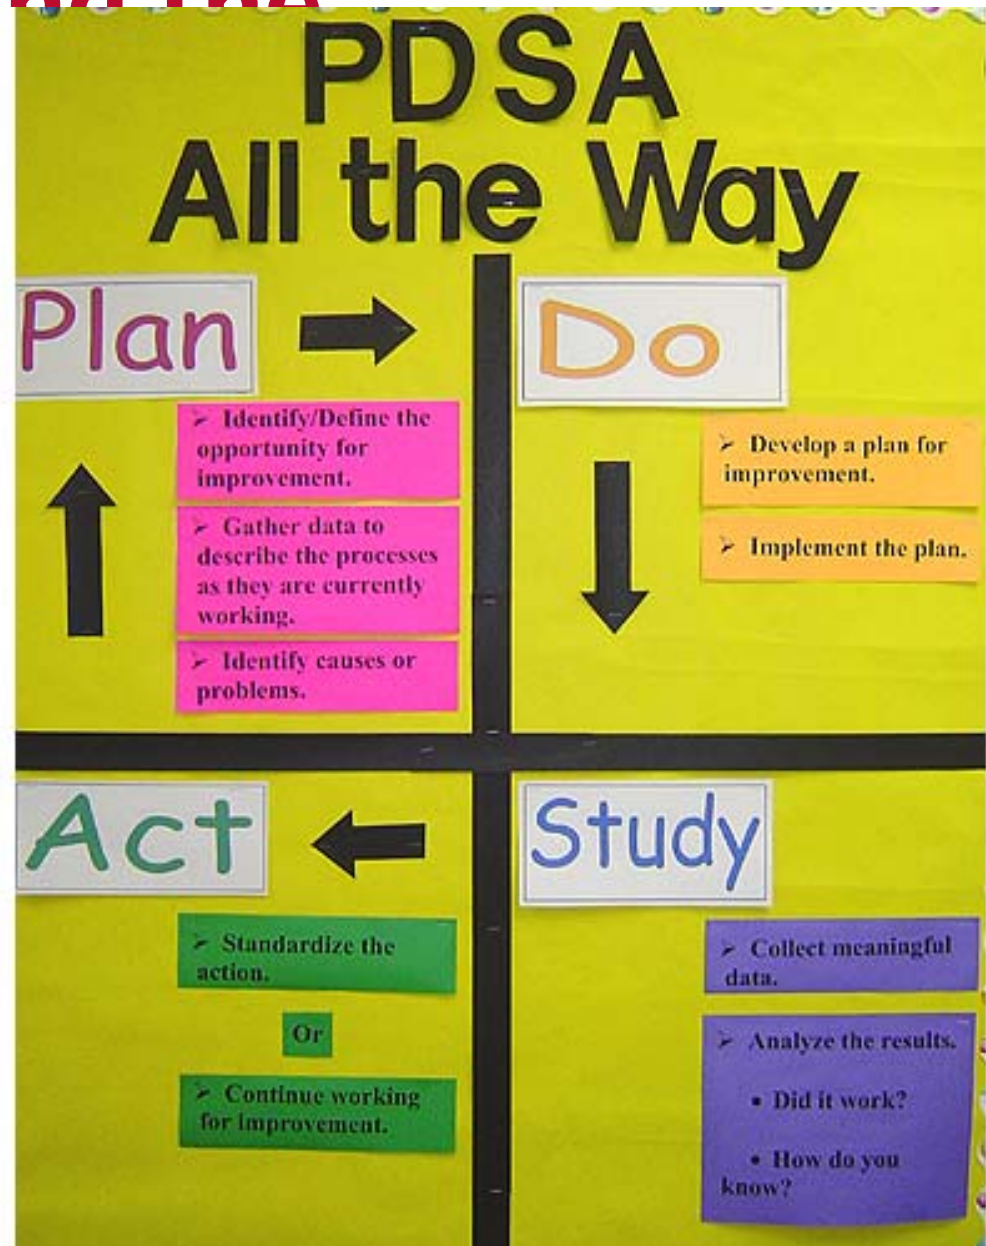 PDSA
All the Way
Plan
➢ Identify/Define the
opportunity for
improvement.
➢ Gather data to
describe the processes
as they are currently
working.
➢ Identify causes or
problems.
Do
➢ Develop a plan for
improvement.
➢ Implement the plan.
Study
➢ Collect meaningful
data.
➢ Analyze the results.
• Did it work?
• How do you
know?
Act
➢ Standardize the
action.
Or
➢ Continue working
for improvement.